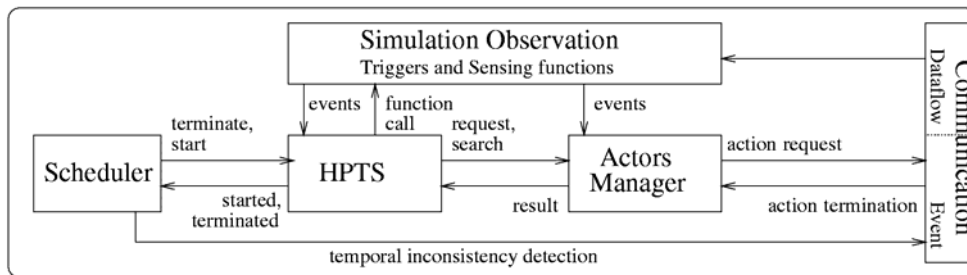 Simulation Observation
Triggers and Sensing functions
events
function
call
events
terminate,
start
request,
search
action request
Scheduler
HPTS
Actors
Manager
started,
terminated
result
action termination
temporal inconsistency detection
Communication
Dataflow
Event